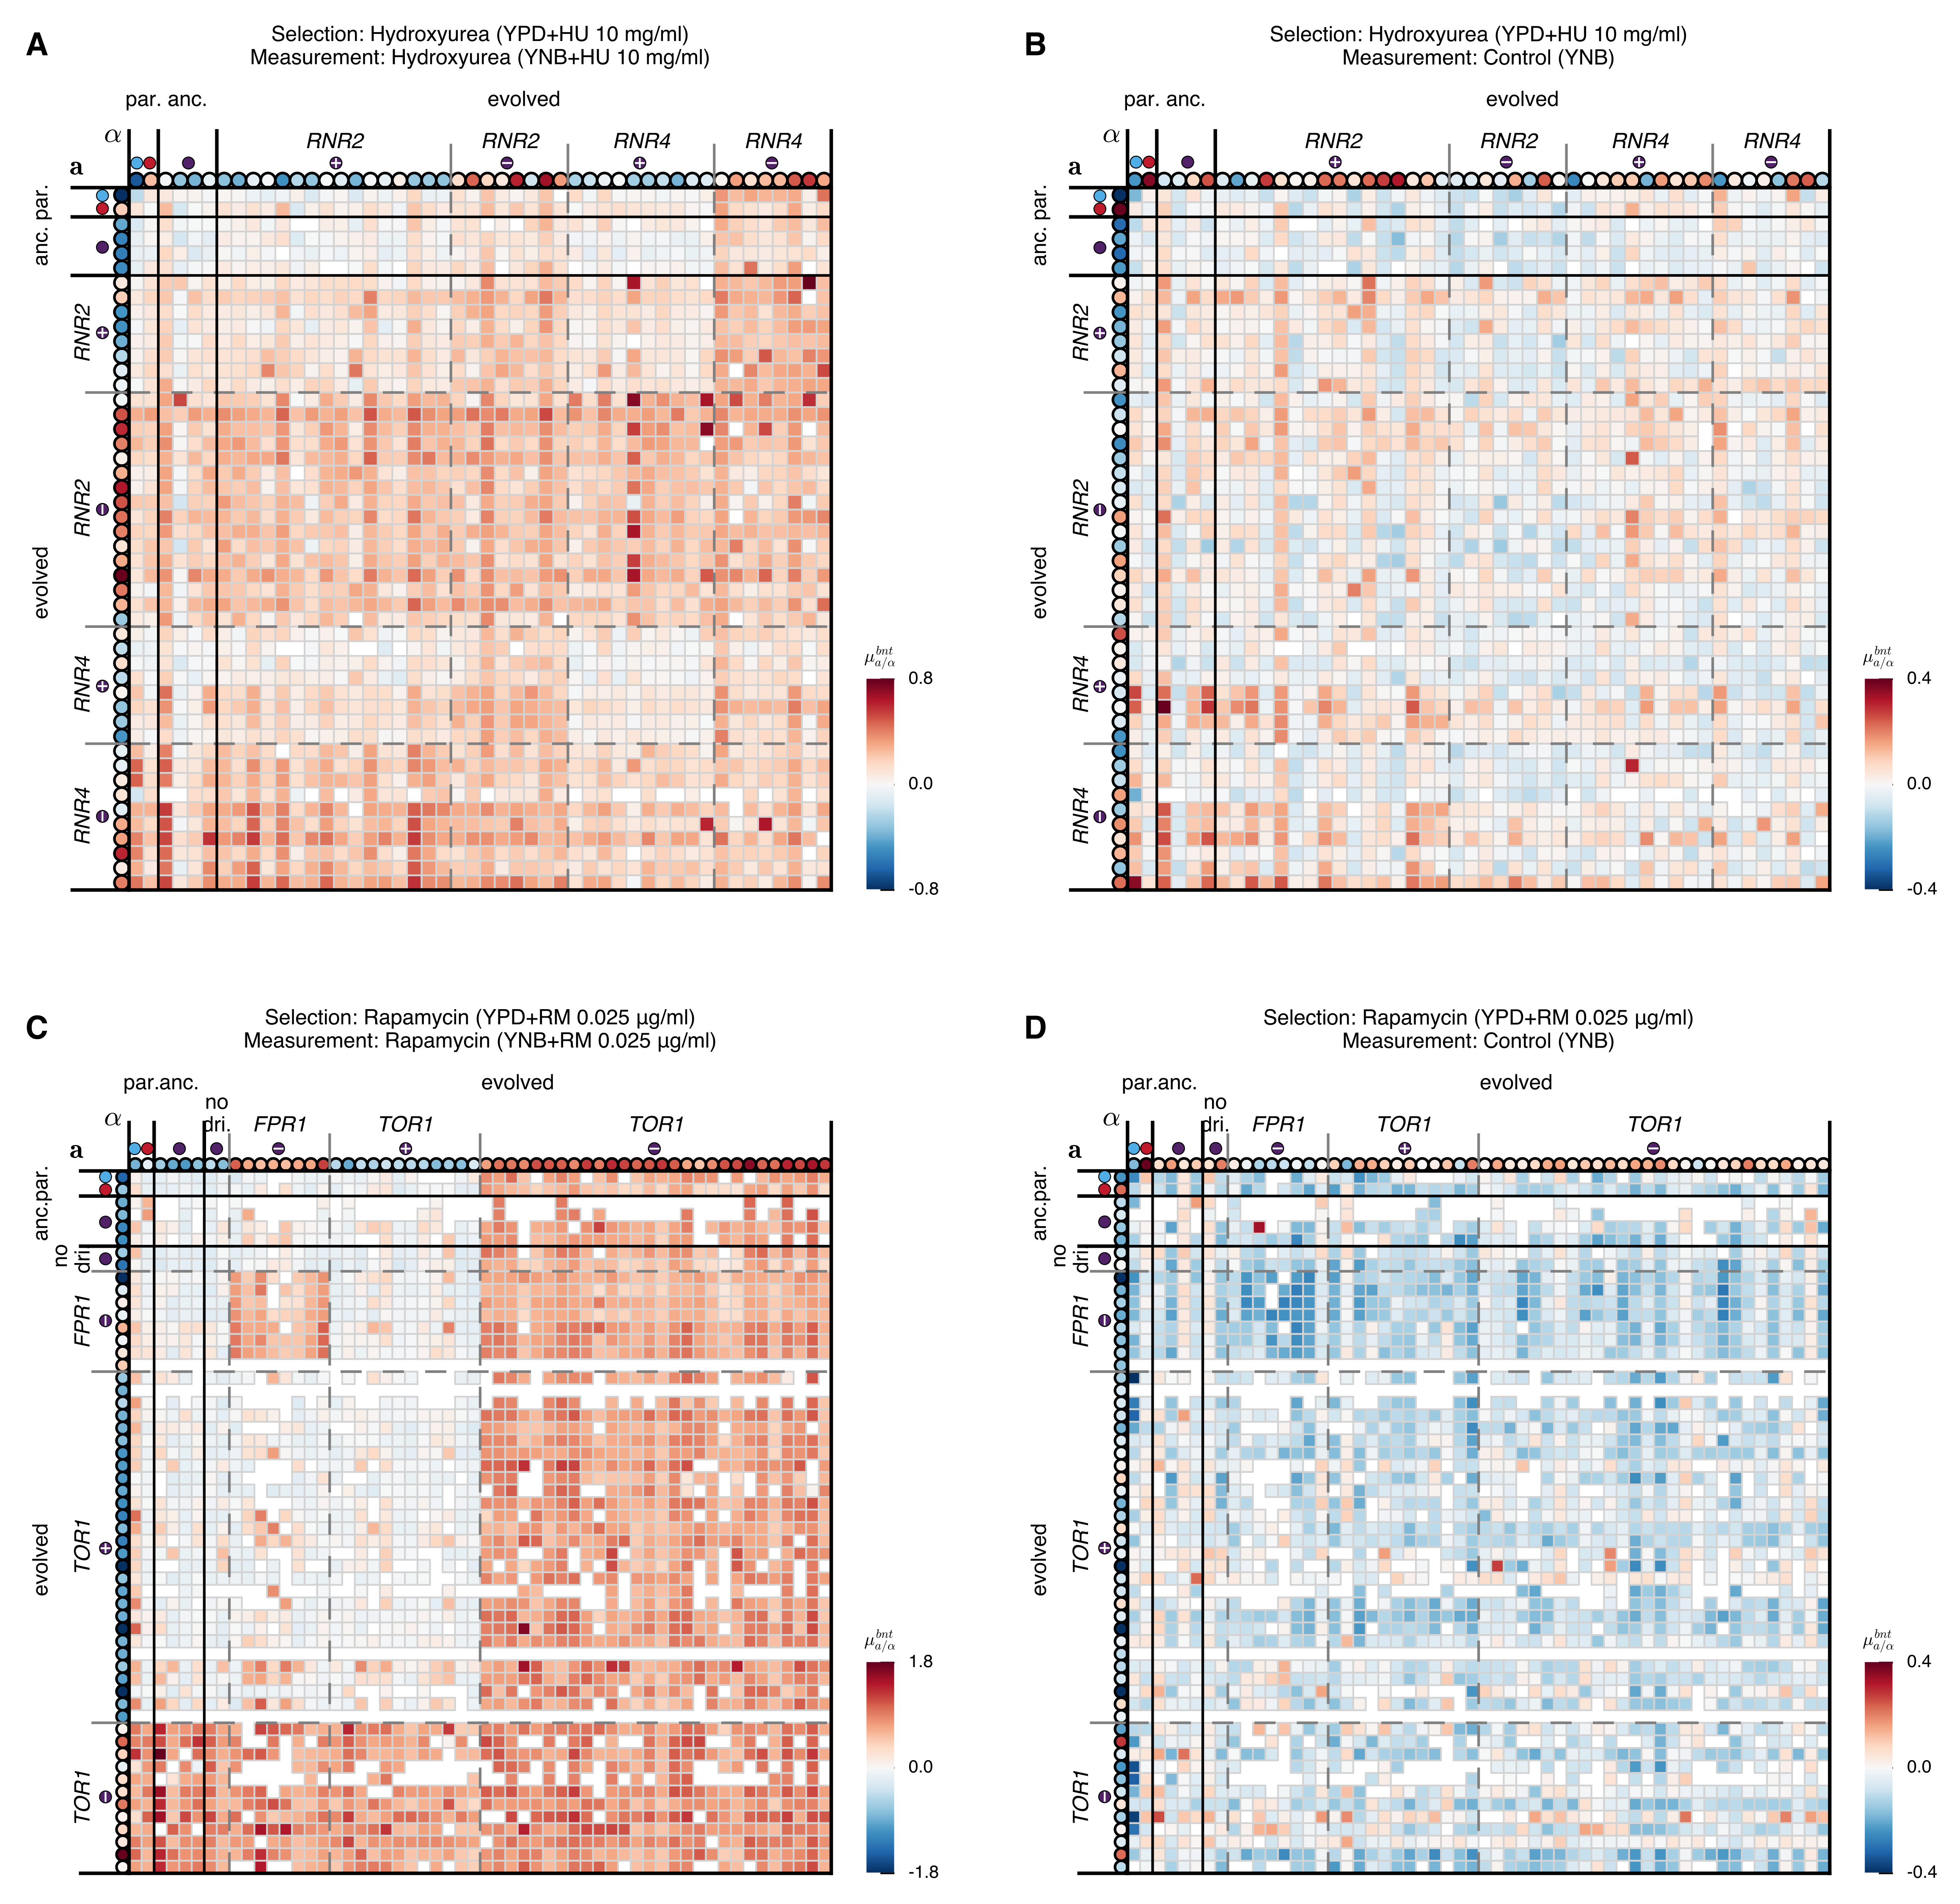 A
Selection: Hydroxyurea (YPD+HU 10 mg/ml)
Measurement: Hydroxyurea (YNB+HU 10 mg/ml)
par. anc.
evolved
α
a
RNR2
RNR2
RNR4
RNR4
+
−
+
−
par.
anc.
evolved
RNR2
+
RNR2
−
RNR4
+
RNR4
−
μ bnt a/α
0.8
0.0
-0.8
B
Selection: Hydroxyurea (YPD+HU 10 mg/ml)
Measurement: Control (YNB)
par. anc.
evolved
α
a
RNR2
RNR2
RNR4
RNR4
+
−
+
−
par.
anc.
evolved
RNR2
+
RNR2
−
RNR4
+
RNR4
−
μ bnt a/α
0.4
0.0
-0.4
C
Selection: Rapamycin (YPD+RM 0.025 μg/ml)
Measurement: Rapamycin (YNB+RM 0.025 μg/ml)
par.anc.
evolved
no
dri.
α
a
FPR1
TOR1
TOR1
−
+
−
par.
anc.
no
dri.
evolved
FPR1
−
TOR1
+
TOR1
−
μ bnt a/α
1.8
0.0
-1.8
D
Selection: Rapamycin (YPD+RM 0.025 μg/ml)
Measurement: Control (YNB)
par.anc.
evolved
no
dri.
α
a
FPR1
TOR1
TOR1
−
+
−
par.
anc.
no
dri.
evolved
FPR1
−
TOR1
+
TOR1
−
μ bnt a/α
0.4
0.0
-0.4